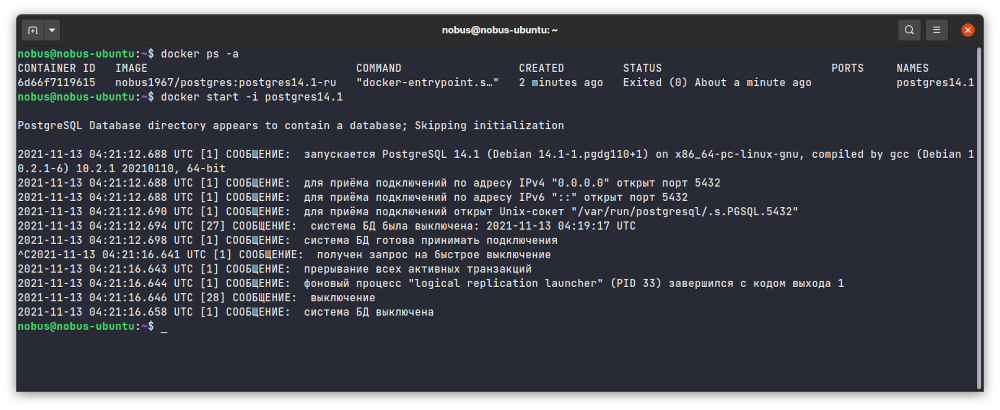 nobus@nobus-ubuntu: ~
nobus@nobus-ubuntu:~$ docker ps -a
CONTAINER ID   IMAGE                                 COMMAND                  CREATED         STATUS                          PORTS     NAMES
6d66f7119615   nobus1967/postgres:postgres14.1-ru   "docker-entrypoint.s…"   2 minutes ago   Exited (0) About a minute ago             postgres14.1
nobus@nobus-ubuntu:~$ docker start -i postgres14.1
PostgreSQL Database directory appears to contain a database; Skipping initialization
2021-11-13 04:21:12.688 UTC [1] СООБЩЕНИЕ:  запускается PostgreSQL 14.1 (Debian 14.1-1.pgdg110+1) on x86_64-pc-linux-gnu, compiled by gcc (Debian 1
0.2.1-6) 10.2.1 20210110, 64-bit
2021-11-13 04:21:12.688 UTC [1] СООБЩЕНИЕ:  для приёма подключений по адресу IPv4 "0.0.0.0" открыт порт 5432
2021-11-13 04:21:12.688 UTC [1] СООБЩЕНИЕ:  для приёма подключений по адресу IPv6 "::" открыт порт 5432
2021-11-13 04:21:12.690 UTC [1] СООБЩЕНИЕ:  для приёма подключений открыт Unix-сокет "/var/run/postgresql/.s.PGSQL.5432"
2021-11-13 04:21:12.694 UTC [27] СООБЩЕНИЕ:  система БД была выключена: 2021-11-13 04:19:17 UTC
2021-11-13 04:21:12.698 UTC [1] СООБЩЕНИЕ:  система БД готова принимать подключения
^C2021-11-13 04:21:16.641 UTC [1] СООБЩЕНИЕ:  получен запрос на быстрое выключение
2021-11-13 04:21:16.643 UTC [1] СООБЩЕНИЕ:  прерывание всех активных транзакций
2021-11-13 04:21:16.644 UTC [1] СООБЩЕНИЕ:  фоновый процесс "logical replication launcher" (PID 33) завершился с кодом выхода 1
2021-11-13 04:21:16.646 UTC [28] СООБЩЕНИЕ:  выключение
2021-11-13 04:21:16.658 UTC [1] СООБЩЕНИЕ:  система БД выключена
nobus@nobus-ubuntu:~$ _